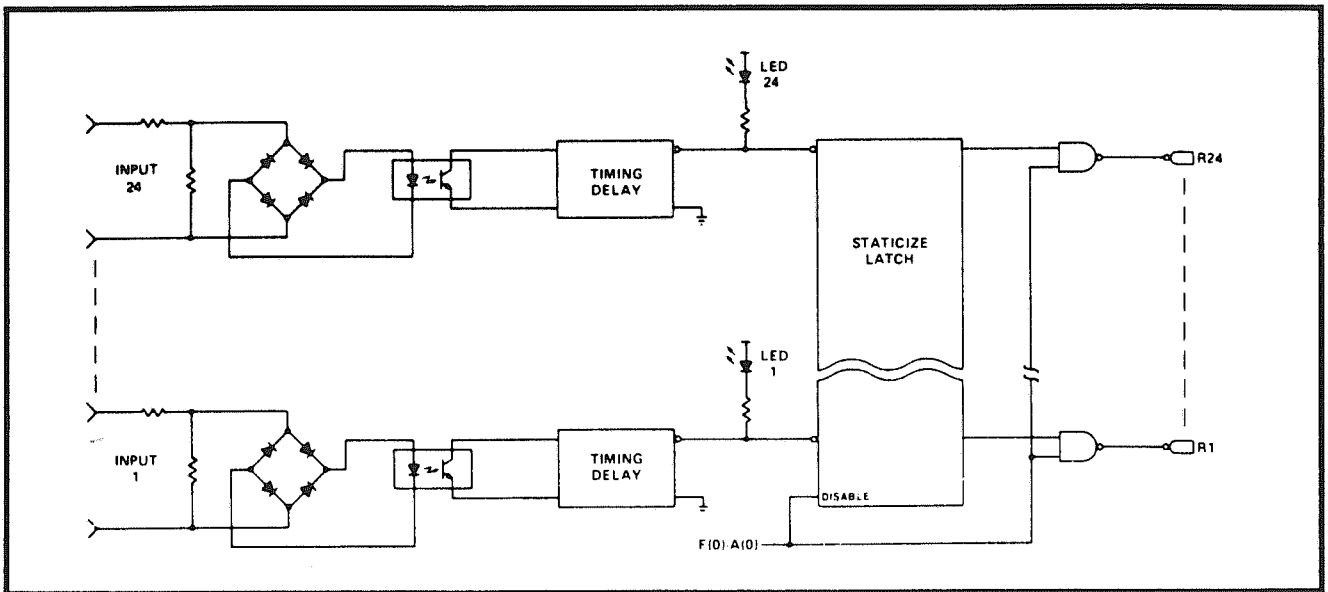 LED
24
INPUT
24
TIMING
DELAY
R24
STATICIZE
LATCH
LED
1
INPUT
1
TIMING
DELAY
R1
DISABLE
F(0)·A(0)